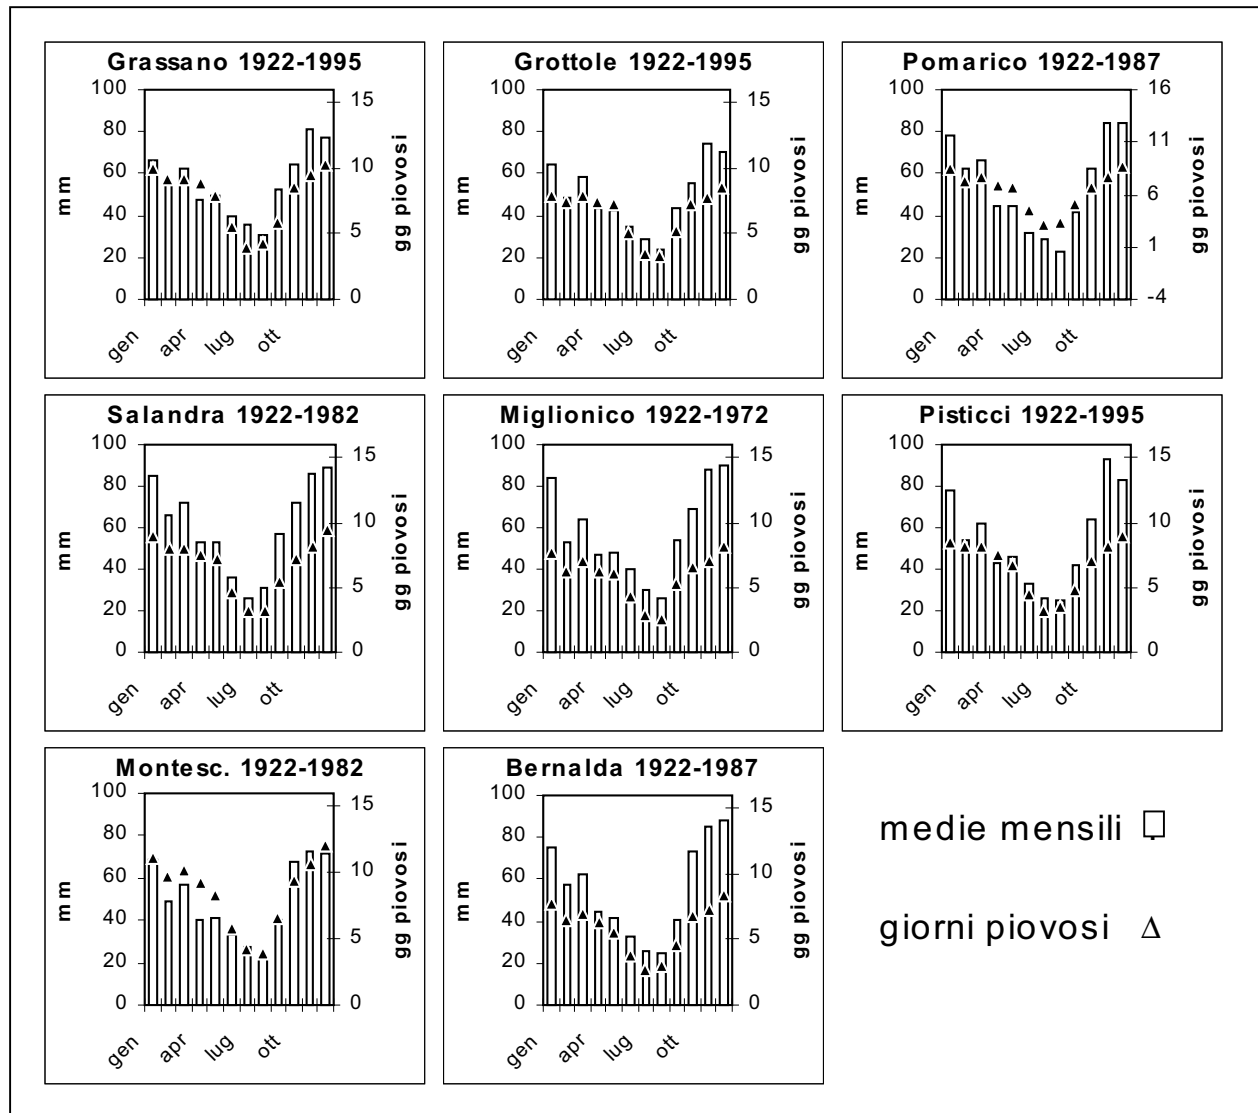 Grassano 1922-1995
100
80
60
40
20
0
mm
15
10
5
0
gg piovosi
gen apr lug ott
Grottole 1922-1995
100
80
60
40
20
0
mm
15
10
5
0
gg piovosi
gen apr lug ott
Pomarico 1922-1987
100
80
60
40
20
0
mm
16
11
6
1
-4
gg piovosi
gen apr lug ott
Salandra 1922-1982
100
80
60
40
20
0
mm
15
10
5
0
gg piovosi
gen apr lug ott
Miglionico 1922-1972
100
80
60
40
20
0
mm
15
10
5
0
gg piovosi
gen apr lug ott
Pisticci 1922-1995
100
80
60
40
20
0
mm
15
10
5
0
gg piovosi
gen apr lug ott
Montesc. 1922-1982
100
80
60
40
20
0
mm
15
10
5
0
gg piovosi
gen apr lug ott
Bernalda 1922-1987
100
80
60
40
20
0
mm
15
10
5
0
gg piovosi
gen apr lug ott
medie mensili
giorni piovosi